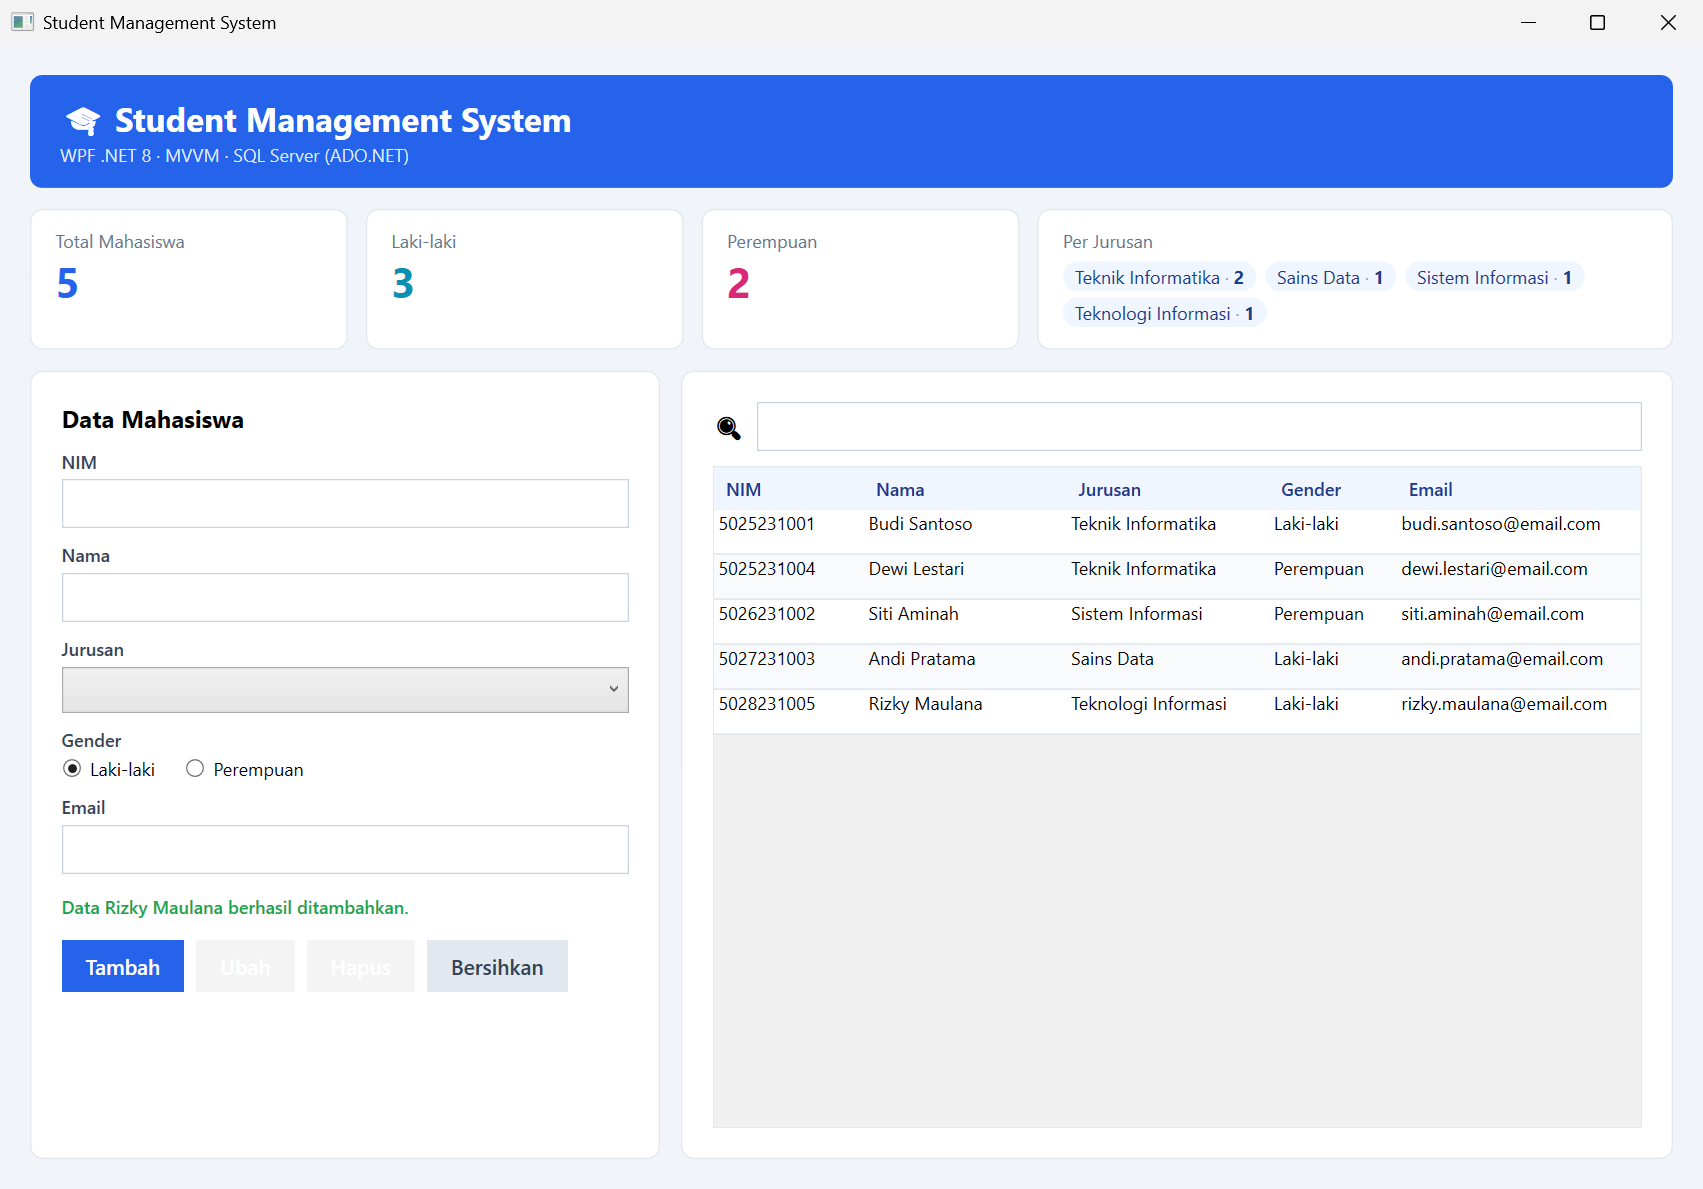 Student Management System
Student Management System
WPF .NET 8 · MVVM · SQL Server (ADO.NET)
Total Mahasiswa
5
Laki-laki
3
Perempuan
2
Per Jurusan
Teknik Informatika · 2
Sains Data · 1
Sistem Informasi · 1
Teknologi Informasi · 1
Data Mahasiswa
NIM
Nama
Jurusan
Gender
Laki-laki
Perempuan
Email
Data Rizky Maulana berhasil ditambahkan.
Tambah
Ubah
Hapus
Bersihkan
NIM Nama Jurusan Gender Email
5025231001 Budi Santoso Teknik Informatika Laki-laki budi.santoso@email.com
5025231004 Dewi Lestari Teknik Informatika Perempuan dewi.lestari@email.com
5026231002 Siti Aminah Sistem Informasi Perempuan siti.aminah@email.com
5027231003 Andi Pratama Sains Data Laki-laki andi.pratama@email.com
5028231005 Rizky Maulana Teknologi Informasi Laki-laki rizky.maulana@email.com